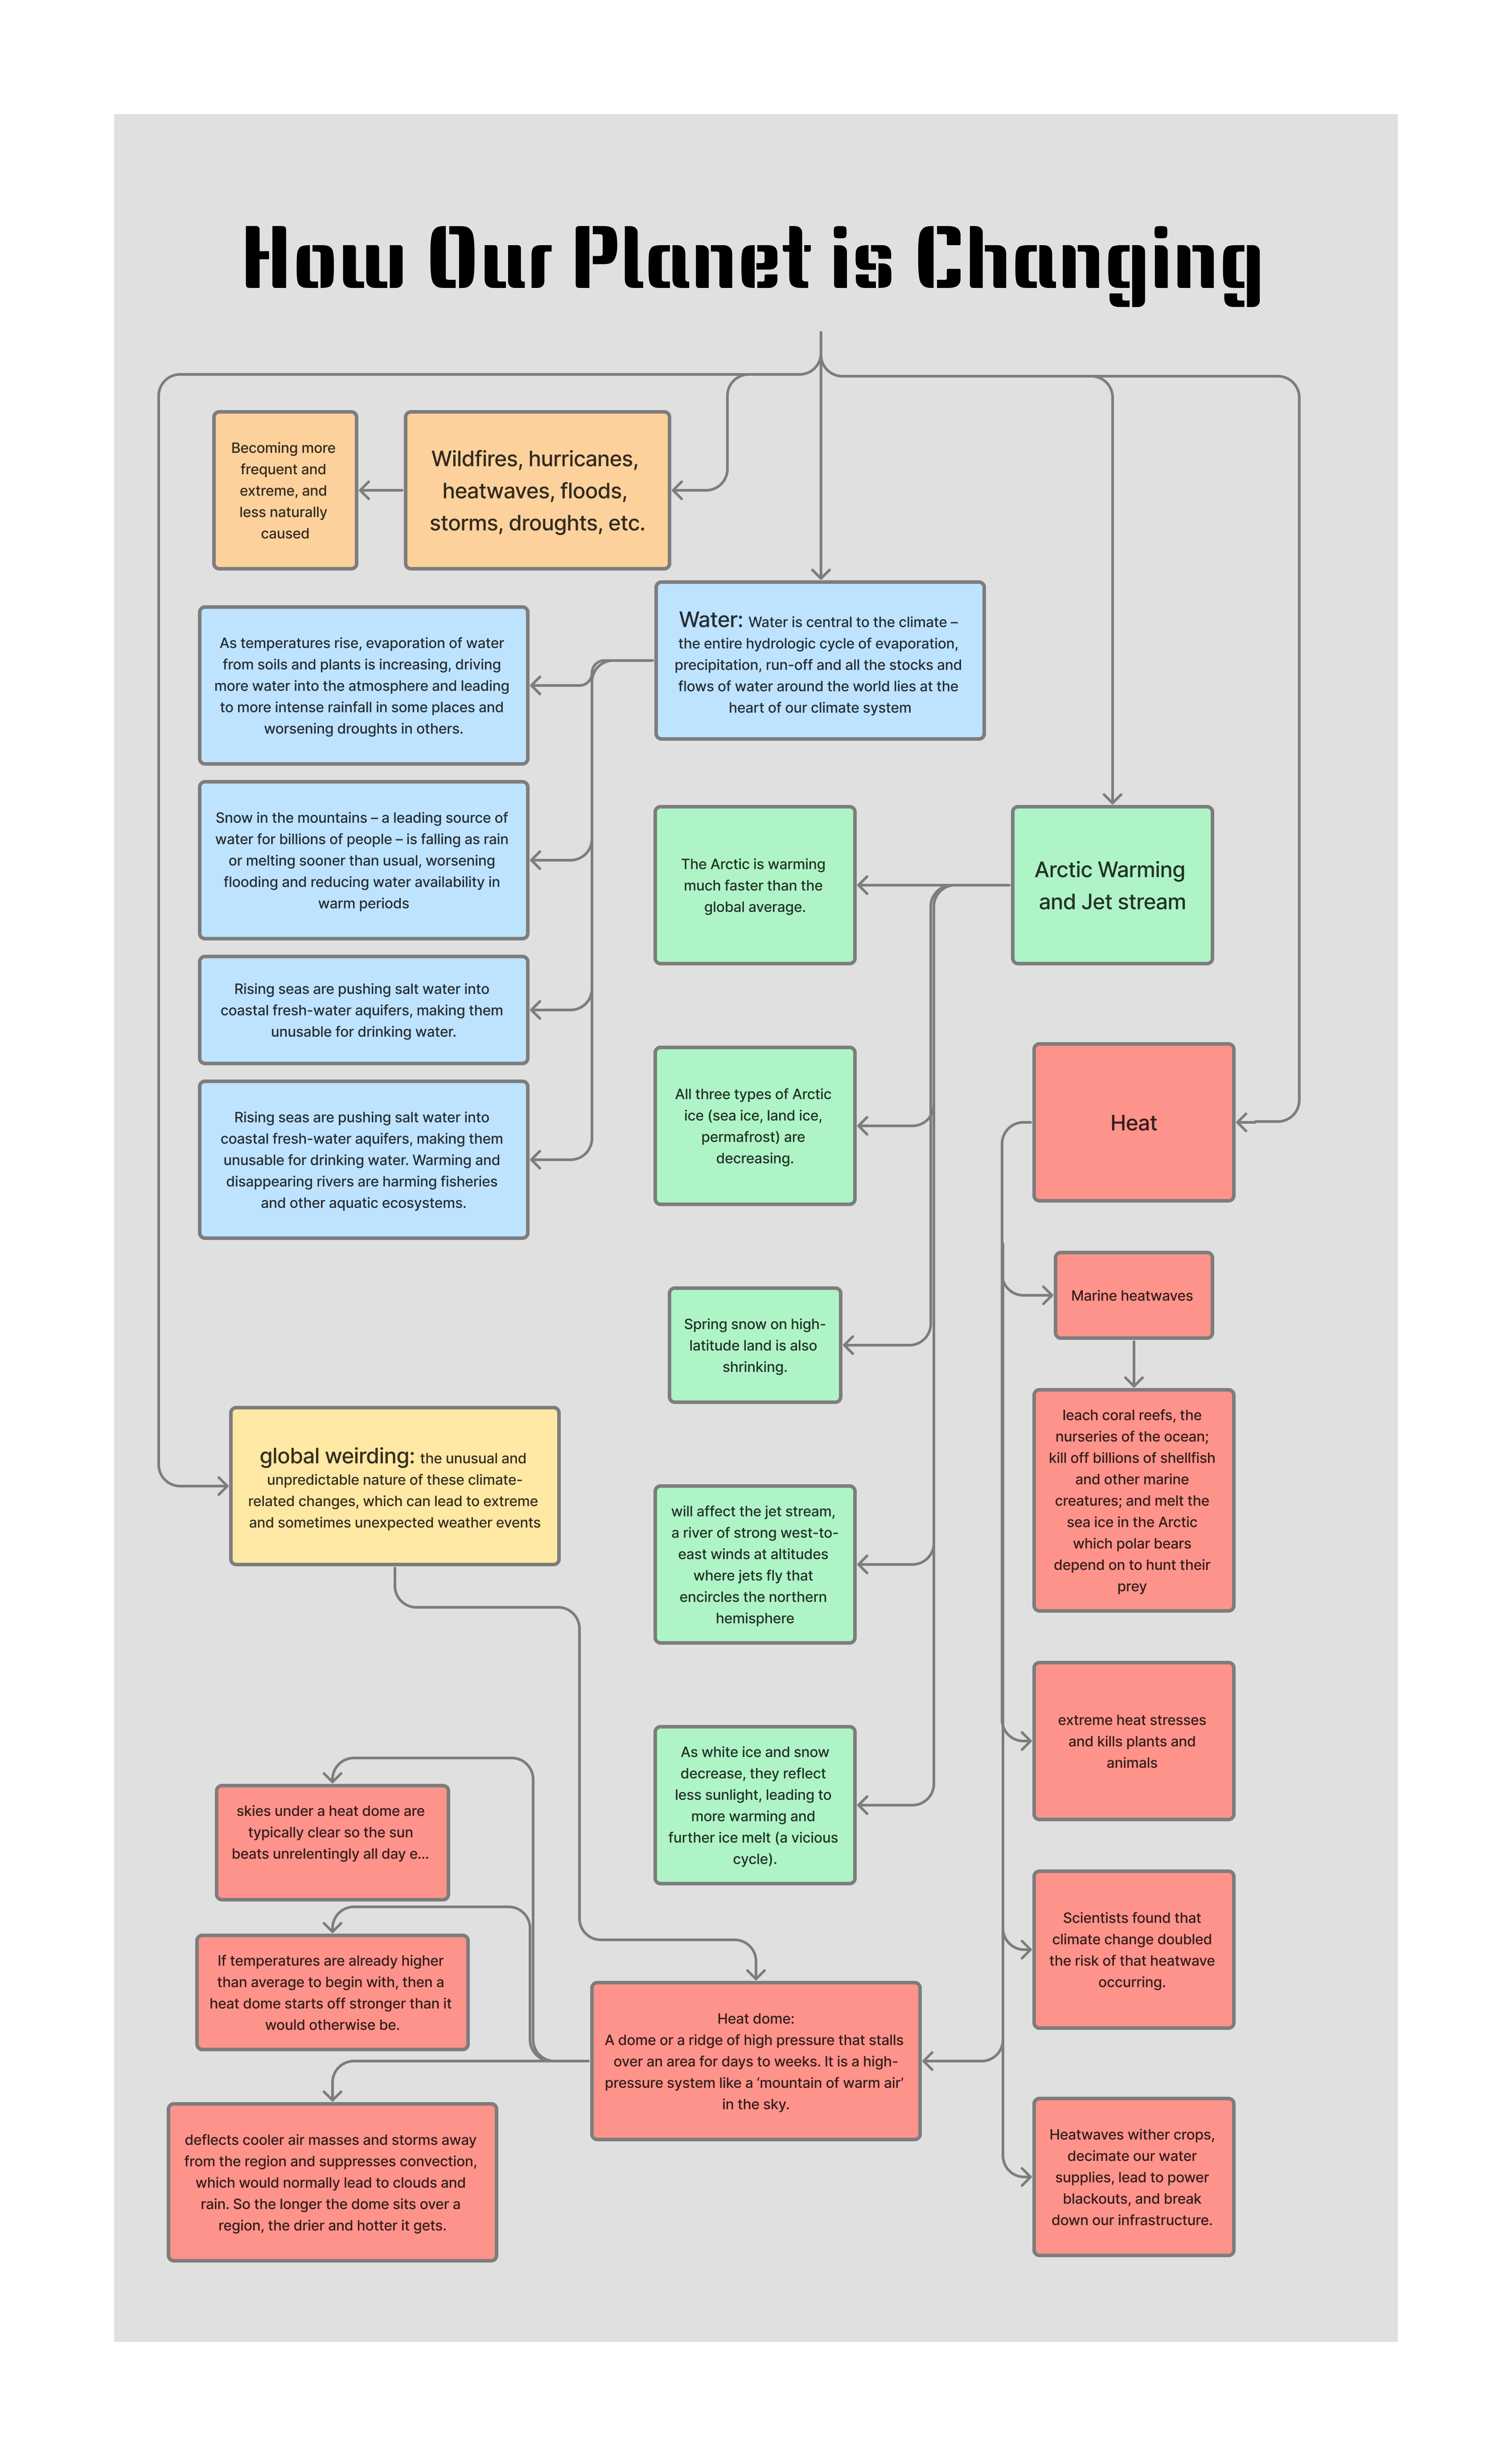 How Our Planet is Changing
Becoming more
frequent and
extreme, and
less naturally
caused
Wildfires, hurricanes,
heatwaves, floods,
storms, droughts, etc.
Water: Water is central to the climate –
the entire hydrologic cycle of evaporation,
precipitation, run-off and all the stocks and
flows of water around the world lies at the
heart of our climate system
As temperatures rise, evaporation of water
from soils and plants is increasing, driving
more water into the atmosphere and leading
to more intense rainfall in some places and
worsening droughts in others.
Snow in the mountains – a leading source of
water for billions of people – is falling as rain
or melting sooner than usual, worsening
flooding and reducing water availability in
warm periods
Rising seas are pushing salt water into
coastal fresh-water aquifers, making them
unusable for drinking water.
Rising seas are pushing salt water into
coastal fresh-water aquifers, making them
unusable for drinking water. Warming and
disappearing rivers are harming fisheries
and other aquatic ecosystems.
Arctic Warming
and Jet stream
The Arctic is warming
much faster than the
global average.
All three types of Arctic
ice (sea ice, land ice,
permafrost) are
decreasing.
Spring snow on high-
latitude land is also
shrinking.
will affect the jet stream,
a river of strong west-to-
east winds at altitudes
where jets fly that
encircles the northern
hemisphere
As white ice and snow
decrease, they reflect
less sunlight, leading to
more warming and
further ice melt (a vicious
cycle).
Heat
Marine heatwaves
leach coral reefs, the
nurseries of the ocean;
kill off billions of shellfish
and other marine
creatures; and melt the
sea ice in the Arctic
which polar bears
depend on to hunt their
prey
extreme heat stresses
and kills plants and
animals
Scientists found that
climate change doubled
the risk of that heatwave
occurring.
Heatwaves wither crops,
decimate our water
supplies, lead to power
blackouts, and break
down our infrastructure.
global weirding: the unusual and
unpredictable nature of these climate-
related changes, which can lead to extreme
and sometimes unexpected weather events
Heat dome:
A dome or a ridge of high pressure that stalls
over an area for days to weeks. It is a high-
pressure system like a ‘mountain of warm air’
in the sky.
skies under a heat dome are
typically clear so the sun
beats unrelentingly all day e...
If temperatures are already higher
than average to begin with, then a
heat dome starts off stronger than it
would otherwise be.
deflects cooler air masses and storms away
from the region and suppresses convection,
which would normally lead to clouds and
rain. So the longer the dome sits over a
region, the drier and hotter it gets.